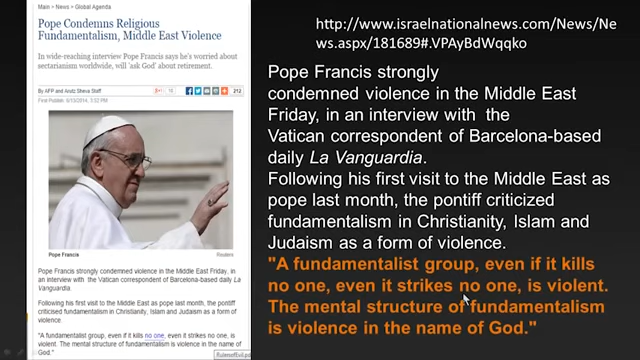 Main > News > Global Agenda
Pope Condemns Religious
Fundamentalism, Middle East Violence
In wide-reaching interview Pope Francis says he's worried about
sectarianism worldwide, will 'ask God' about retirement.
By AFP and Arutz Sheva Staff
First Publish: 6/13/2014, 7:32 PM
212
Pope Francis
Reuters
Pope Francis strongly condemned violence in the Middle East Friday, in
an interview with the Vatican correspondent of Barcelona-based daily La
Vanguardia.
Following his first visit to the Middle East as pope last month, the pontiff
criticized fundamentalism in Christianity, Islam and Judaism as a form of
violence.
"A fundamentalist group, even if it kills no one, even it strikes no one, is
violent. The mental structure of fundamentalism is violence in the name of
God."
http://www.israelnationalnews.com/News/Ne
ws.aspx/181689#.VPAyBdWqqko
Pope Francis strongly
condemned violence in the Middle East
Friday, in an interview with the
Vatican correspondent of Barcelona-based
daily La Vanguardia.
Following his first visit to the Middle East as
pope last month, the pontiff criticized
fundamentalism in Christianity, Islam and
Judaism as a form of violence.
"A fundamentalist group, even if it kills
no one, even it strikes no one, is violent.
The mental structure of fundamentalism
is violence in the name of God."